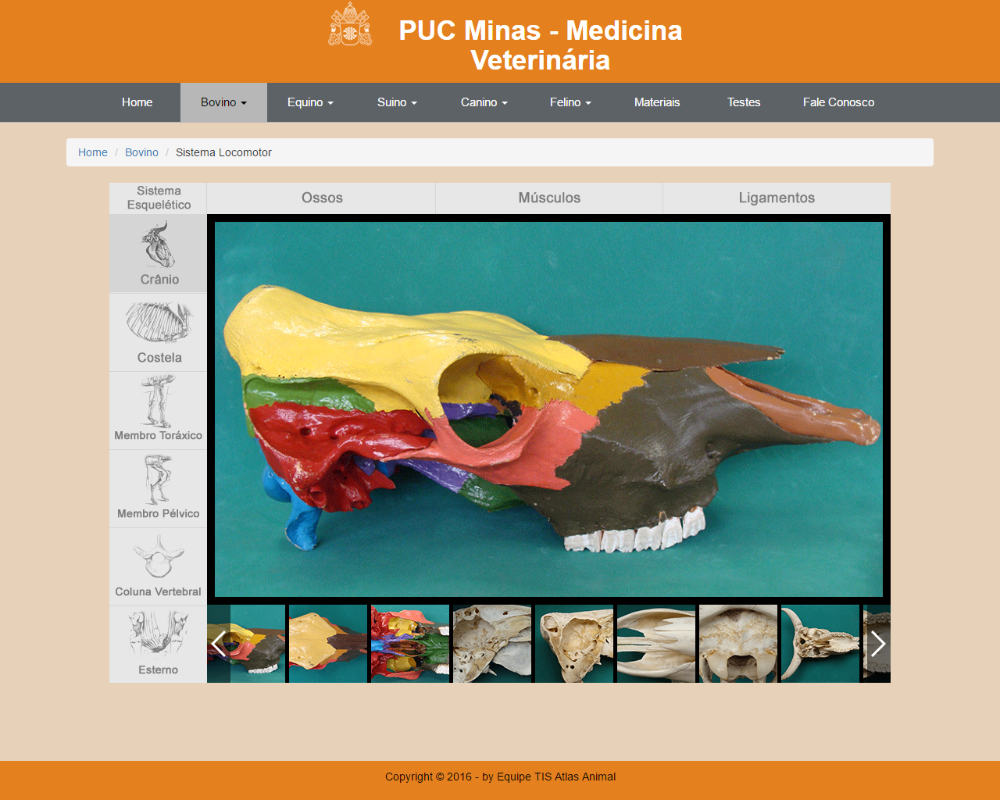 PUC Minas - Medicina
Veterinária
Home
Bovino
Equino
Suino
Canino
Felino
Materiais
Testes
Fale Conosco
Home / Bovino / Sistema Locomotor
Sistema
Esquelético
Ossos
Músculos
Ligamentos
Crânio
Costela
Membro Toráxico
Membro Pélvico
Coluna Vertebral
Esterno
Copyright © 2016 - by Equipe TIS Atlas Animal